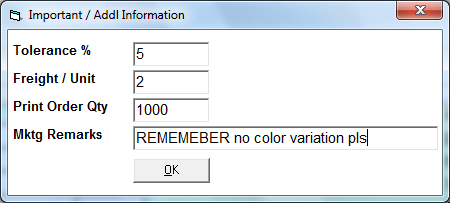 Important / Addl Information
Tolerance % 5
Freight / Unit 2
Print Order Qty 1000
Mktg Remarks REMEMEBER no color variation pls
OK